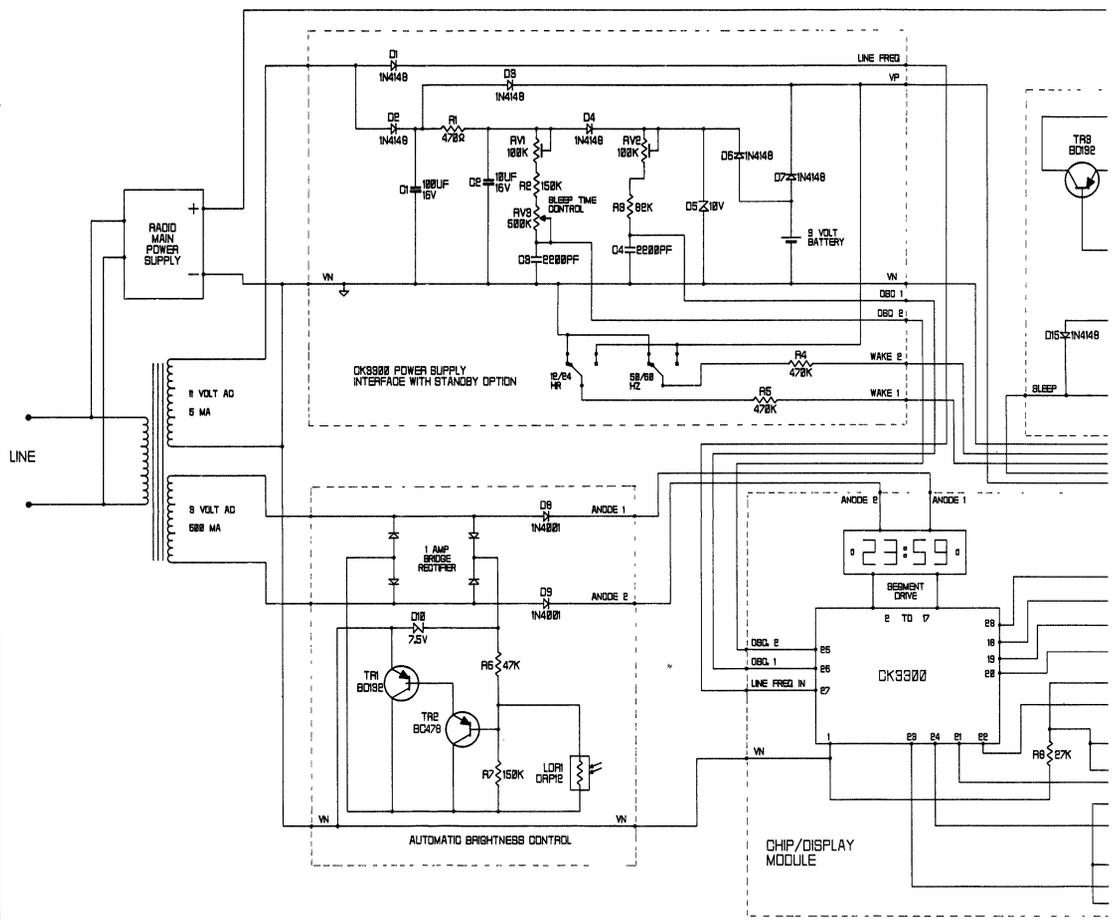 D1
1N4148
LINE FREQ
D3
1N4148
VP
D2
1N4148
R1
470Ω
D4
1N4148
RV1
100K
RV2
100K
TR3
BD132
C1
100UF
16V
C2
10UF
16V
R2
150K
SLEEP TIME
CONTROL
RV3
500K
R3
82K
D5
10V
D6
1N4148
D7
1N4148
9 VOLT
BATTERY
C3
2200PF
C4
2200PF
+
RADIO
MAIN
POWER
SUPPLY
−
VN
VN
OSC 1
OSC 2
D15
1N4148
CK3300 POWER SUPPLY
INTERFACE WITH STANDBY OPTION
12/24
HR
50/60
HZ
R4
470K
WAKE 2
R5
470K
WAKE 1
SLEEP
11 VOLT AC
5 MA
LINE
9 VOLT AC
500 MA
D8
1N4001
ANODE 1
1 AMP
BRIDGE
RECTIFIER
D9
1N4001
ANODE 2
ANODE 2
ANODE 1
23:59
SEGMENT
DRIVE
2 TO 17
D10
7.5V
TR1
BD132
R6
47K
TR2
BC478
R7
150K
LDR1
ORP12
OSC. 2
25
OSC. 1
26
LINE FREQ IN
27
CK3300
28
18
19
20
1
23
24
21
22
R8
27K
VN
VN
VN
AUTOMATIC BRIGHTNESS CONTROL
CHIP/DISPLAY
MODULE